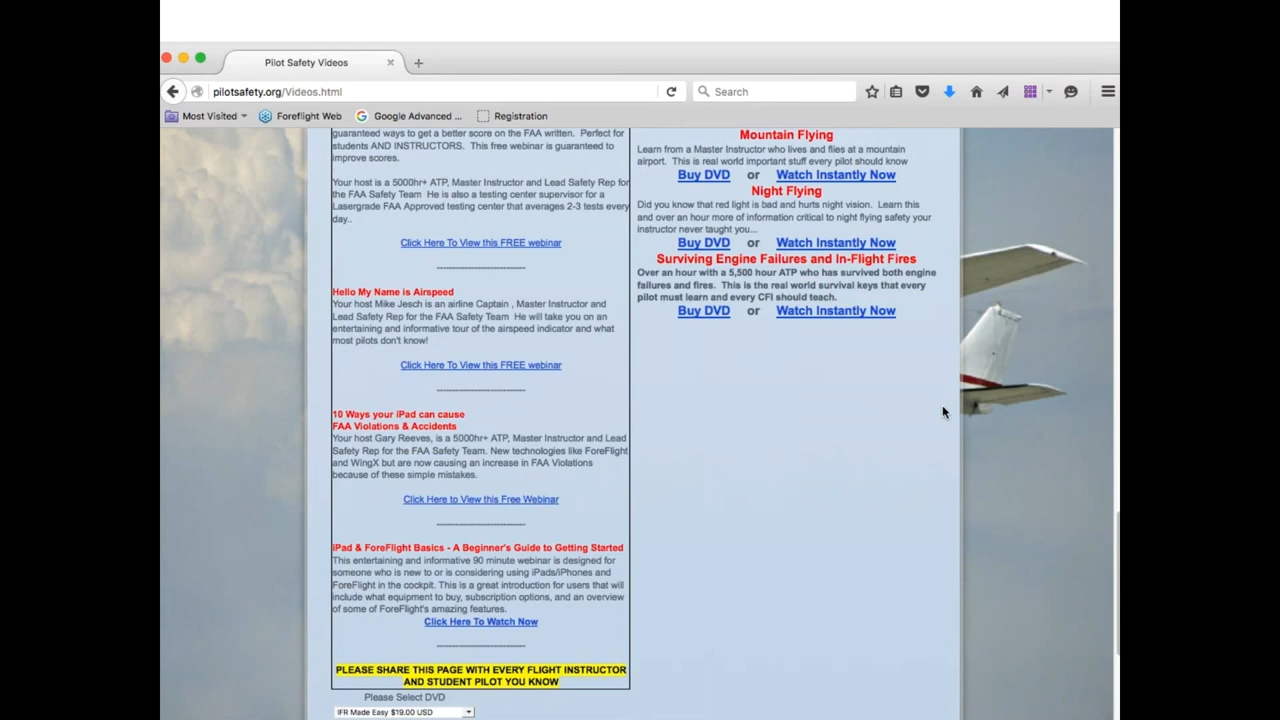 Pilot Safety Videos
pilotsafety.org/Videos.html
Search
Most Visited
Foreflight Web
Google Advanced ...
Registration
guaranteed ways to get a better score on the FAA written. Perfect for
students AND INSTRUCTORS. This free webinar is guaranteed to
improve scores.
Your host is a 5000hr+ ATP, Master Instructor and Lead Safety Rep for
the FAA Safety Team He is also a testing center supervisor for a
Lasergrade FAA Approved testing center that averages 2-3 tests every
day..
Click Here To View this FREE webinar
------------------------------
Hello My Name is Airspeed
Your host Mike Jesch is an airline Captain , Master Instructor and
Lead Safety Rep for the FAA Safety Team He will take you on an
entertaining and informative tour of the airspeed indicator and what
most pilots don't know!
Click Here To View this FREE webinar
------------------------------
10 Ways your iPad can cause
FAA Violations & Accidents
Your host Gary Reeves, is a 5000hr+ ATP, Master Instructor and Lead
Safety Rep for the FAA Safety Team. New technologies like ForeFlight
and WingX but are now causing an increase in FAA Violations
because of these simple mistakes.
Click Here to View this Free Webinar
------------------------------
iPad & ForeFlight Basics - A Beginner's Guide to Getting Started
This entertaining and informative 90 minute webinar is designed for
someone who is new to or is considering using iPads/iPhones and
ForeFlight in the cockpit. This is a great introduction for users that will
include what equipment to buy, subscription options, and an overview
of some of ForeFlight's amazing features.
Click Here To Watch Now
------------------------------
PLEASE SHARE THIS PAGE WITH EVERY FLIGHT INSTRUCTOR
AND STUDENT PILOT YOU KNOW
Please Select DVD
IFR Made Easy $19.00 USD
Mountain Flying
Learn from a Master Instructor who lives and flies at a mountain
airport. This is real world important stuff every pilot should know
Buy DVD or Watch Instantly Now
Night Flying
Did you know that red light is bad and hurts night vision. Learn this
and over an hour more of information critical to night flying safety your
instructor never taught you...
Buy DVD or Watch Instantly Now
Surviving Engine Failures and In-Flight Fires
Over an hour with a 5,500 hour ATP who has survived both engine
failures and fires. This is the real world survival keys that every
pilot must learn and every CFI should teach.
Buy DVD or Watch Instantly Now